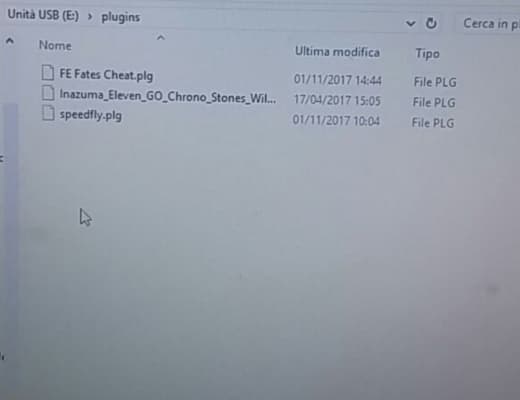 Unità USB (E:) › plugins
Cerca in p
Nome Ultima modifica Tipo
FE Fates Cheat.plg 01/11/2017 14:44 File PLG
Inazuma_Eleven_GO_Chrono_Stones_Wil... 17/04/2017 15:05 File PLG
speedfly.plg 01/11/2017 10:04 File PLG